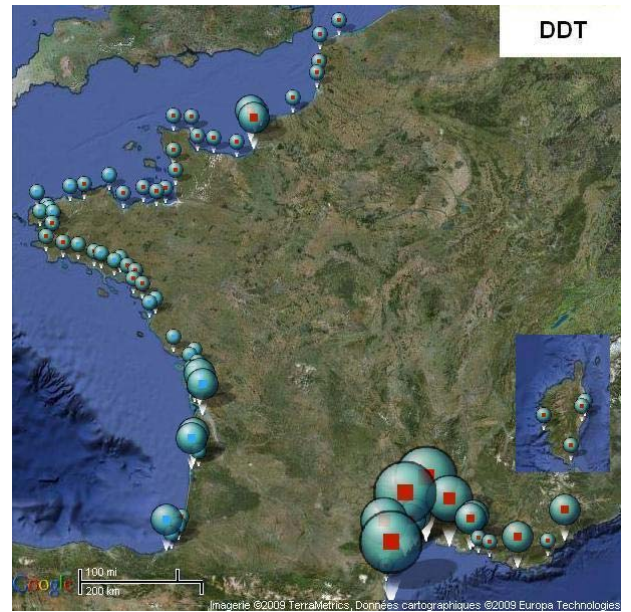 DDT
100 mi
200 km
Google
Imagerie ©2009 TerraMetrics, Données cartographiques ©2009 Europa Technologies